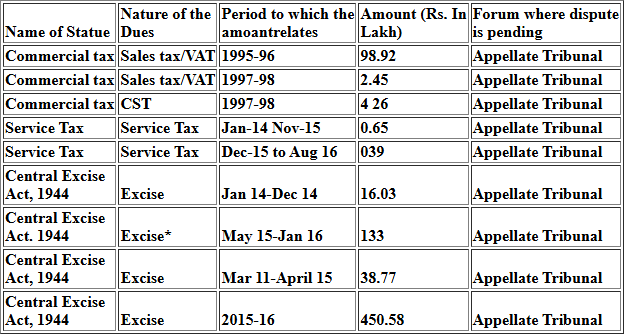 Name of Statue | Nature of the Dues | Period to which the amoantrelates | Amount (Rs. In Lakh) | Forum where dispute is pending
Commercial tax | Sales tax/VAT | 1995-96 | 98.92 | Appellate Tribunal
Commercial tax | Sales tax/VAT | 1997-98 | 2.45 | Appellate Tribunal
Commercial tax | CST | 1997-98 | 4 26 | Appellate Tribunal
Service Tax | Service Tax | Jan-14 Nov-15 | 0.65 | Appellate Tribunal
Service Tax | Service Tax | Dec-15 to Aug 16 | 039 | Appellate Tribunal
Central Excise Act, 1944 | Excise | Jan 14-Dec 14 | 16.03 | Appellate Tribunal
Central Excise Act. 1944 | Excise* | May 15-Jan 16 | 133 | Appellate Tribunal
Central Excise Act, 1944 | Excise | Mar 11-April 15 | 38.77 | Appellate Tribunal
Central Excise Act, 1944 | Excise | 2015-16 | 450.58 | Appellate Tribunal